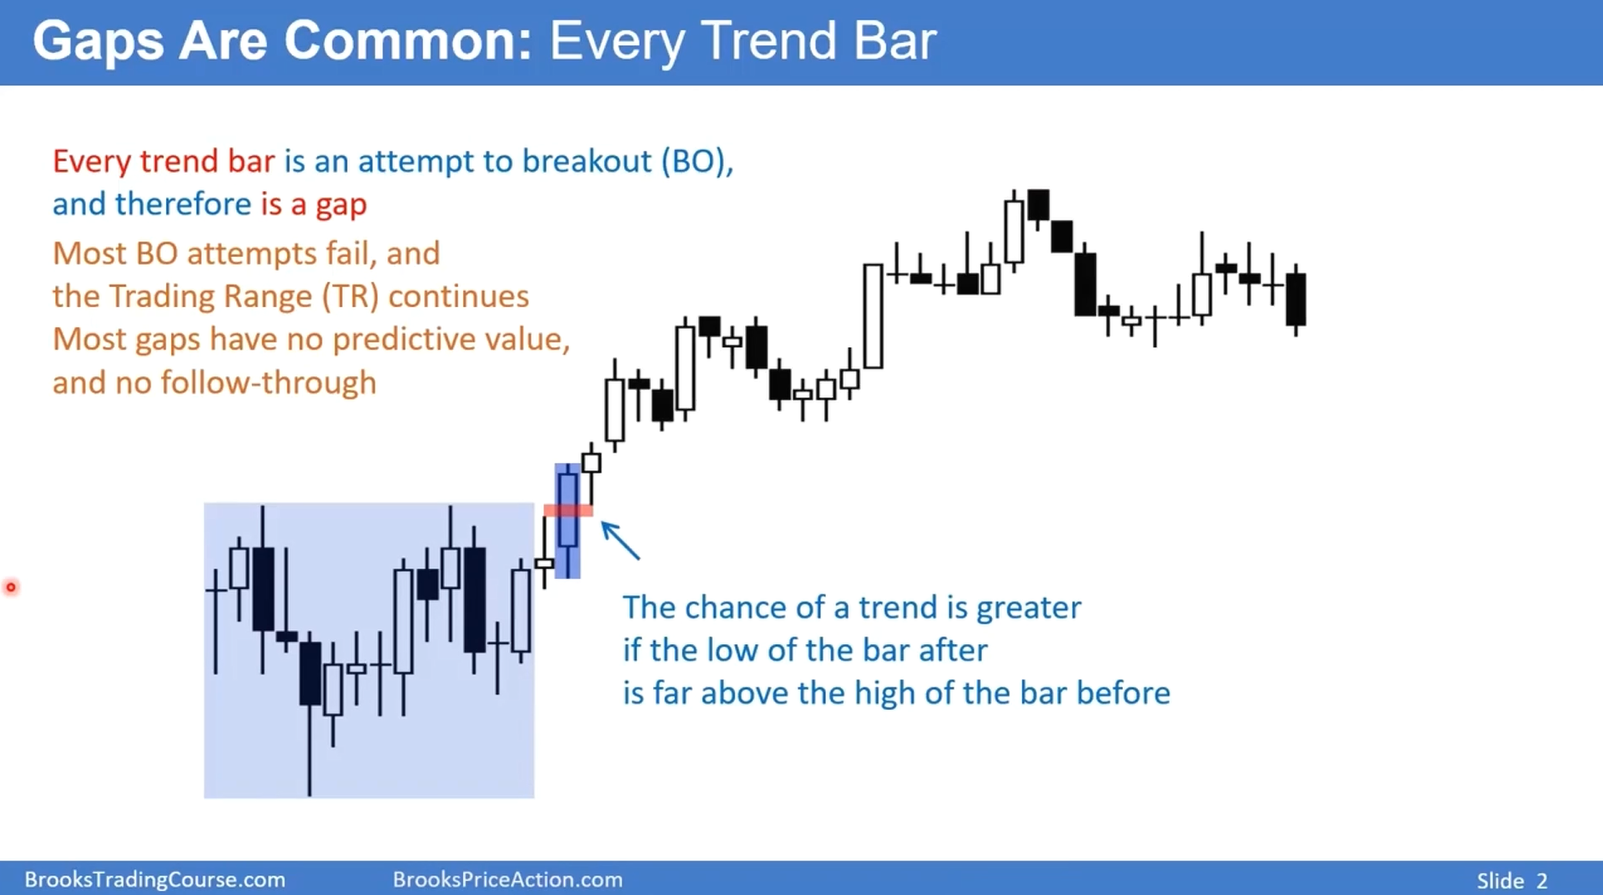 Gaps Are Common: Every Trend Bar
Every trend bar is an attempt to breakout (BO),
and therefore is a gap
Most BO attempts fail, and
the Trading Range (TR) continues
Most gaps have no predictive value,
and no follow-through
The chance of a trend is greater
if the low of the bar after
is far above the high of the bar before
BrooksTradingCourse.com
BrooksPriceAction.com
Slide 2